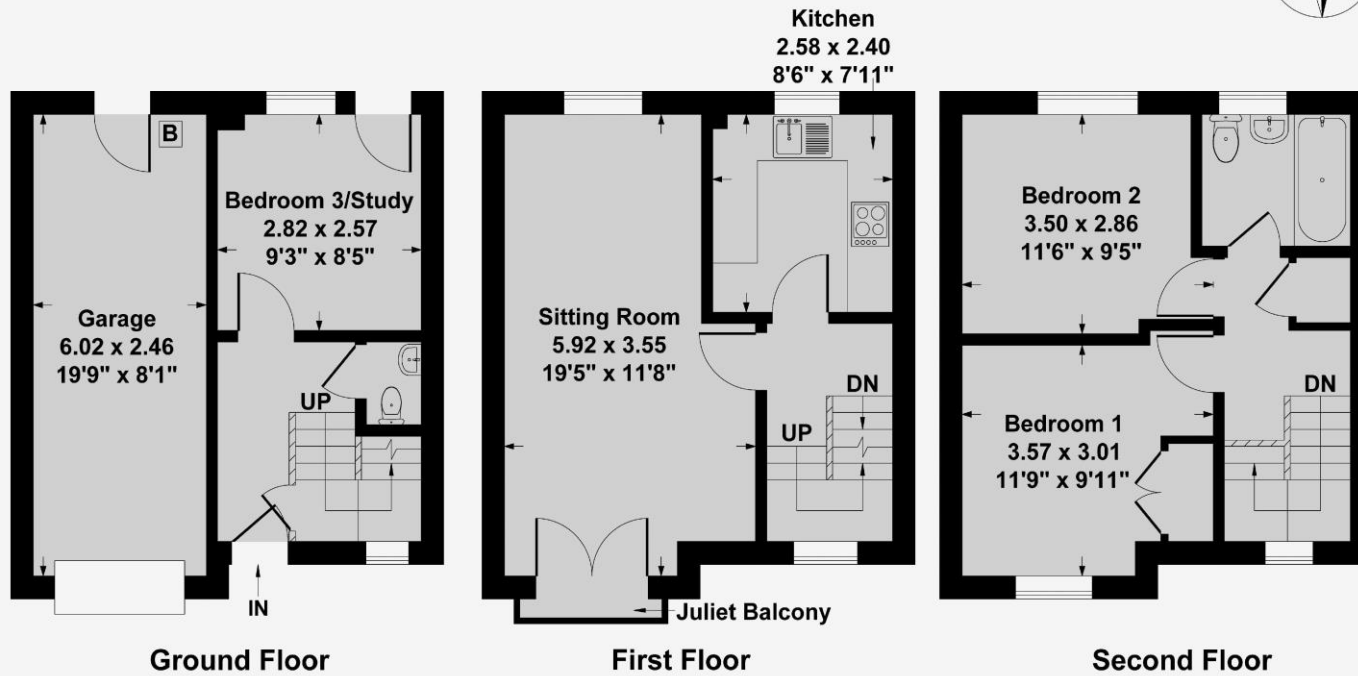 Kitchen
2.58 x 2.40
8'6" x 7'11"
B
Bedroom 3/Study
2.82 x 2.57
9'3" x 8'5"
Garage
6.02 x 2.46
19'9" x 8'1"
UP
IN
Ground Floor
Sitting Room
5.92 x 3.55
19'5" x 11'8"
DN
UP
Juliet Balcony
First Floor
Bedroom 2
3.50 x 2.86
11'6" x 9'5"
Bedroom 1
3.57 x 3.01
11'9" x 9'11"
DN
Second Floor